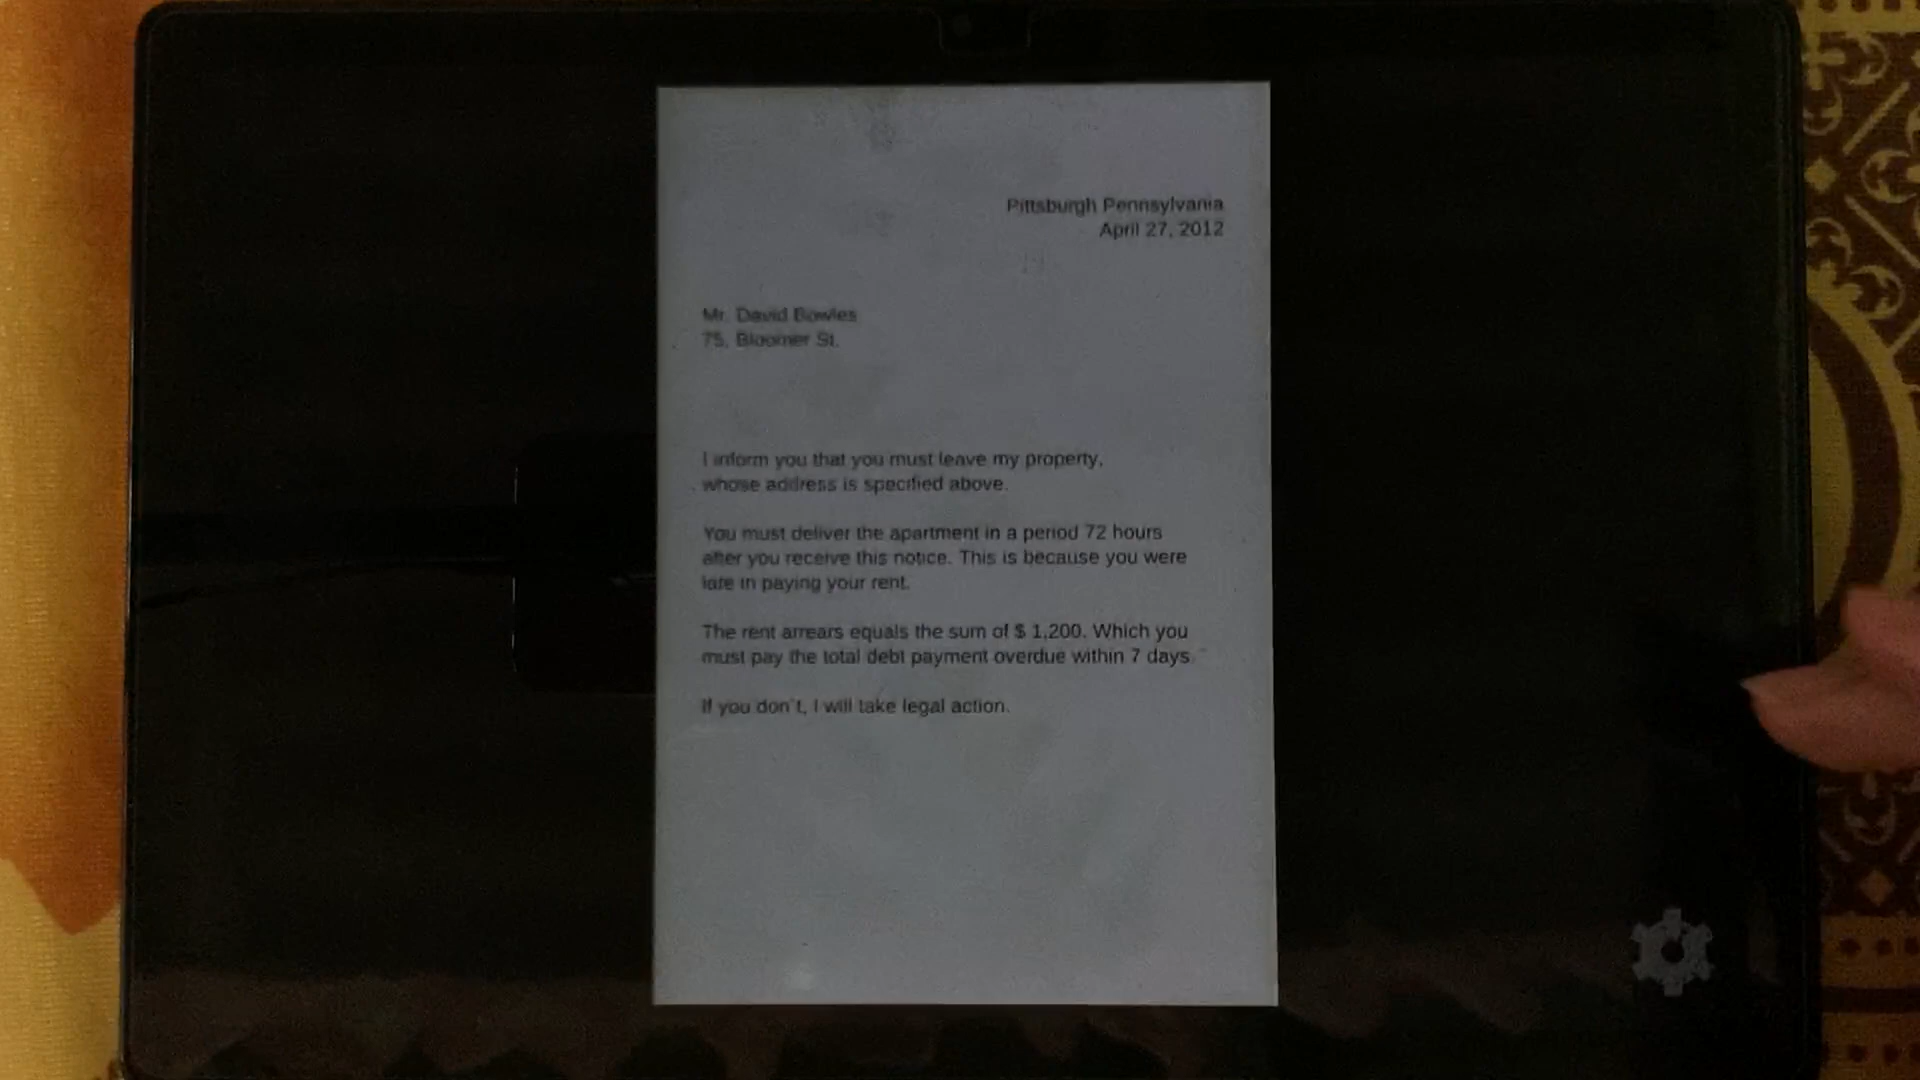 Pittsburgh Pennsylvania
April 27, 2012
Mr. David Bowles
75, Bloomer St.
I inform you that you must leave my property,
whose address is specified above.
You must deliver the apartment in a period 72 hours
after you receive this notice. This is because you were
late in paying your rent.
The rent arrears equals the sum of $ 1,200. Which you
must pay the total debt payment overdue within 7 days.
If you don´t, I will take legal action.